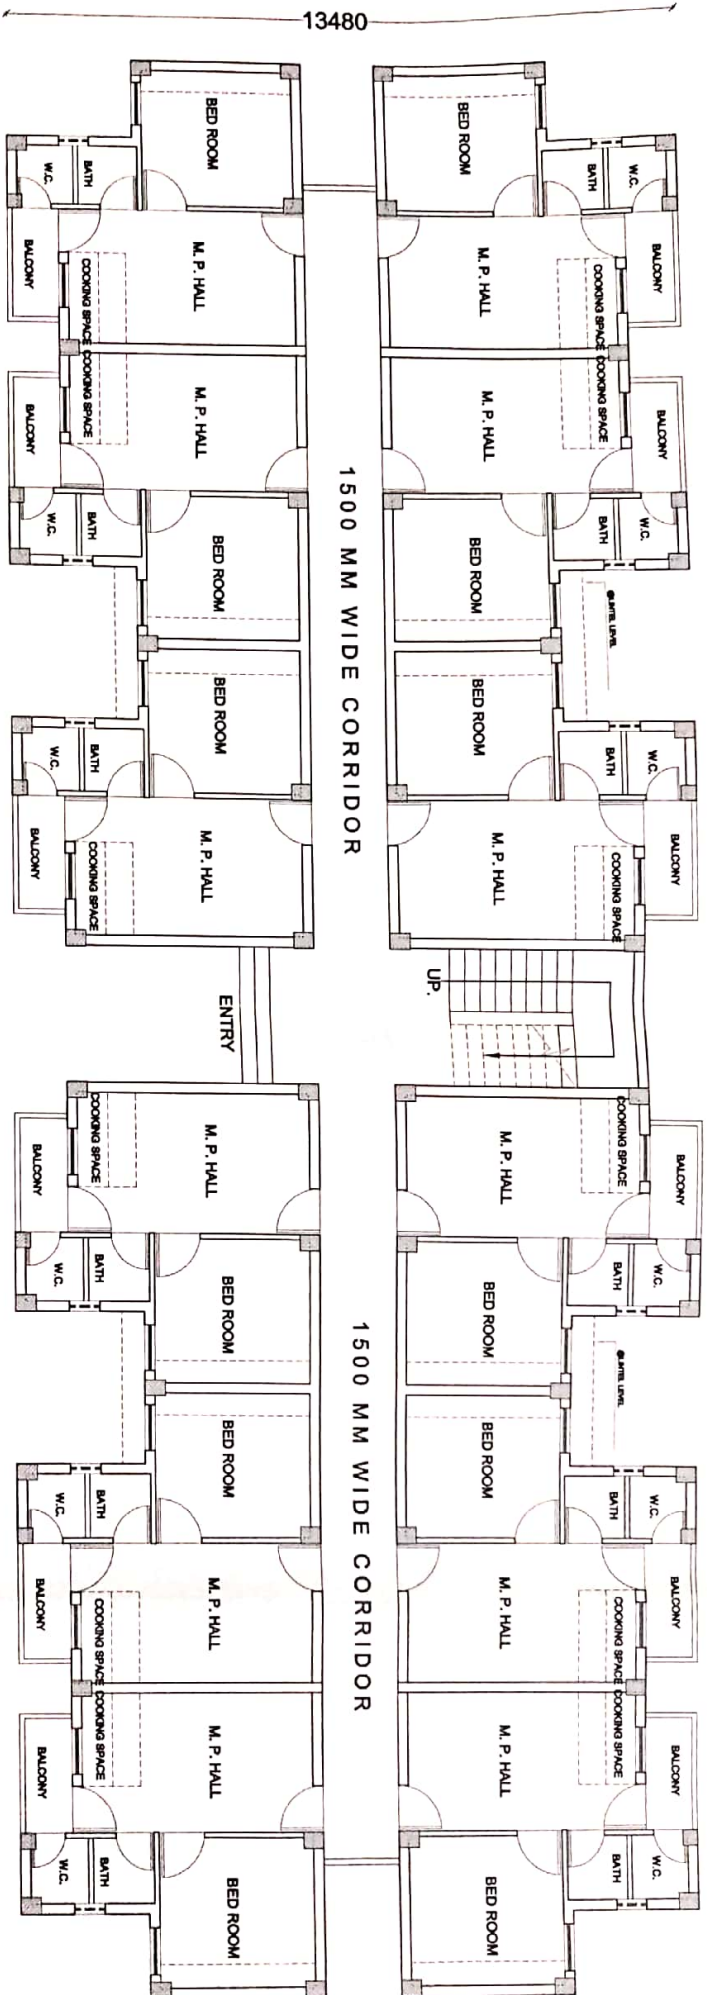 13480
BED ROOM
BED ROOM
W.C.
BATH
BATH
W.C.
BALCONY
COOKING SPACE
M. P. HALL
M. P. HALL
COOKING SPACE
BALCONY
BALCONY
COOKING SPACE
M. P. HALL
M. P. HALL
COOKING SPACE
BALCONY
W.C.
BATH
BATH
W.C.
BED ROOM
BED ROOM
@LINTEL LEVEL
1500 MM WIDE CORRIDOR
BED ROOM
BED ROOM
W.C.
BATH
BATH
W.C.
BALCONY
COOKING SPACE
M. P. HALL
M. P. HALL
COOKING SPACE
BALCONY
ENTRY
UP.
BALCONY
COOKING SPACE
M. P. HALL
M. P. HALL
COOKING SPACE
BALCONY
W.C.
BATH
BATH
W.C.
BED ROOM
BED ROOM
@LINTEL LEVEL
1500 MM WIDE CORRIDOR
BED ROOM
BED ROOM
W.C.
BATH
BATH
W.C.
BALCONY
COOKING SPACE
M. P. HALL
M. P. HALL
COOKING SPACE
BALCONY
BALCONY
COOKING SPACE
M. P. HALL
M. P. HALL
COOKING SPACE
BALCONY
W.C.
BATH
BATH
W.C.
BED ROOM
BED ROOM